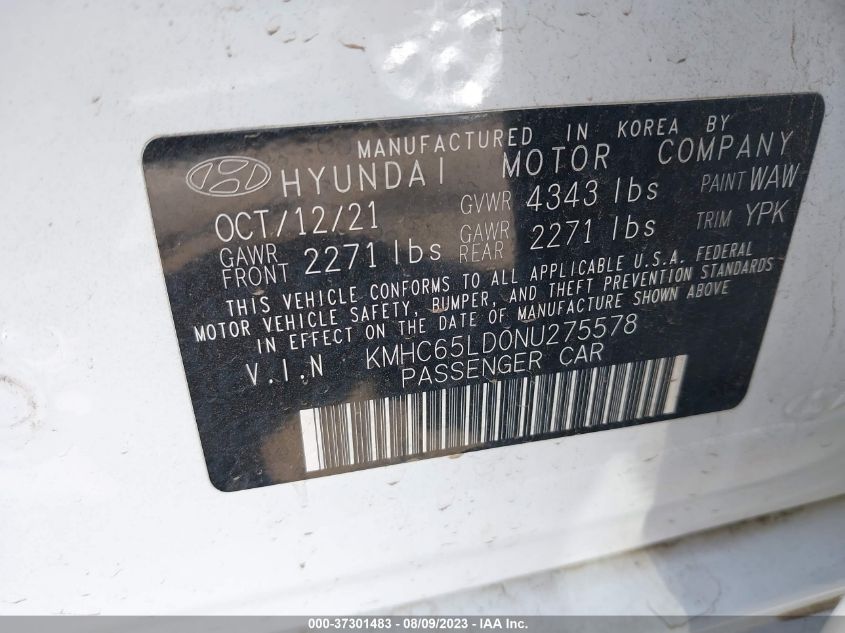 MANUFACTURED IN KOREA BY
HYUNDAI MOTOR COMPANY
OCT/12/21 GVWR 4343 lbs PAINT WAW
GAWR FRONT 2271 lbs GAWR REAR 2271 lbs TRIM YPK
THIS VEHICLE CONFORMS TO ALL APPLICABLE U.S.A. FEDERAL
MOTOR VEHICLE SAFETY, BUMPER, AND THEFT PREVENTION STANDARDS
IN EFFECT ON THE DATE OF MANUFACTURE SHOWN ABOVE
V.I.N KMHC65LD0NU275578
PASSENGER CAR
000-37301483 - 08/09/2023 - IAA Inc.